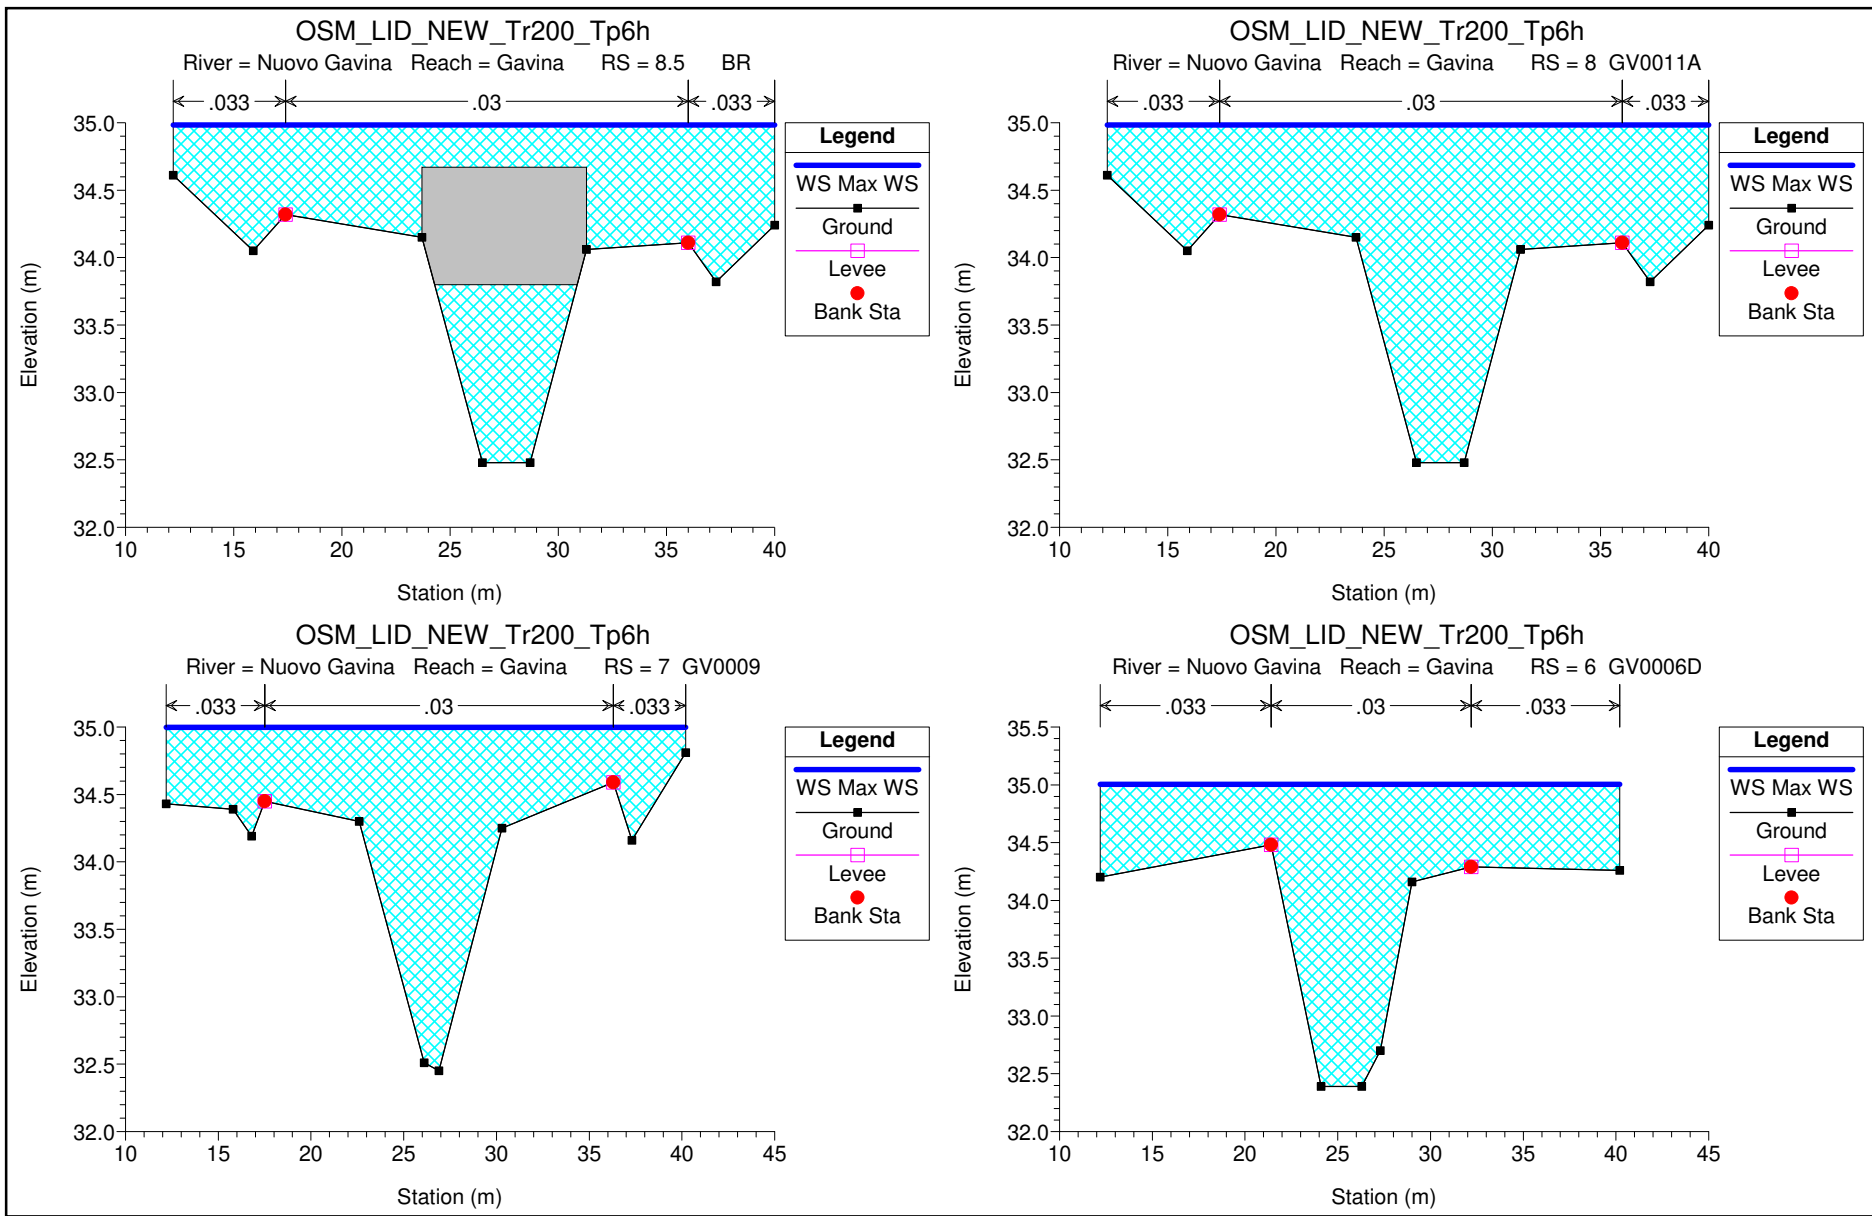 OSM_LID_NEW_Tr200_Tp6h
River = Nuovo Gavina Reach = Gavina RS = 8.5 BR
.033 .03 .033
35.0
34.5
34.0
33.5
33.0
32.5
32.0
Elevation (m)
10 15 20 25 30 35 40
Station (m)
Legend
WS Max WS
Ground
Levee
Bank Sta
OSM_LID_NEW_Tr200_Tp6h
River = Nuovo Gavina Reach = Gavina RS = 8 GV0011A
.033 .03 .033
35.0
34.5
34.0
33.5
33.0
32.5
32.0
Elevation (m)
10 15 20 25 30 35 40
Station (m)
Legend
WS Max WS
Ground
Levee
Bank Sta
OSM_LID_NEW_Tr200_Tp6h
River = Nuovo Gavina Reach = Gavina RS = 7 GV0009
.033 .03 .033
35.0
34.5
34.0
33.5
33.0
32.5
32.0
Elevation (m)
10 15 20 25 30 35 40 45
Station (m)
Legend
WS Max WS
Ground
Levee
Bank Sta
OSM_LID_NEW_Tr200_Tp6h
River = Nuovo Gavina Reach = Gavina RS = 6 GV0006D
.033 .03 .033
35.5
35.0
34.5
34.0
33.5
33.0
32.5
32.0
Elevation (m)
10 15 20 25 30 35 40 45
Station (m)
Legend
WS Max WS
Ground
Levee
Bank Sta